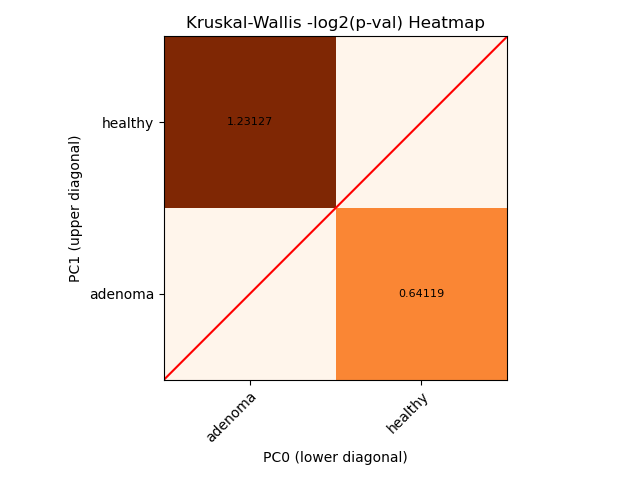 Kruskal-Wallis -log2(p-val) Heatmap
PC1 (upper diagonal)
healthy
1.23127
adenoma
0.64119
adenoma
healthy
PC0 (lower diagonal)